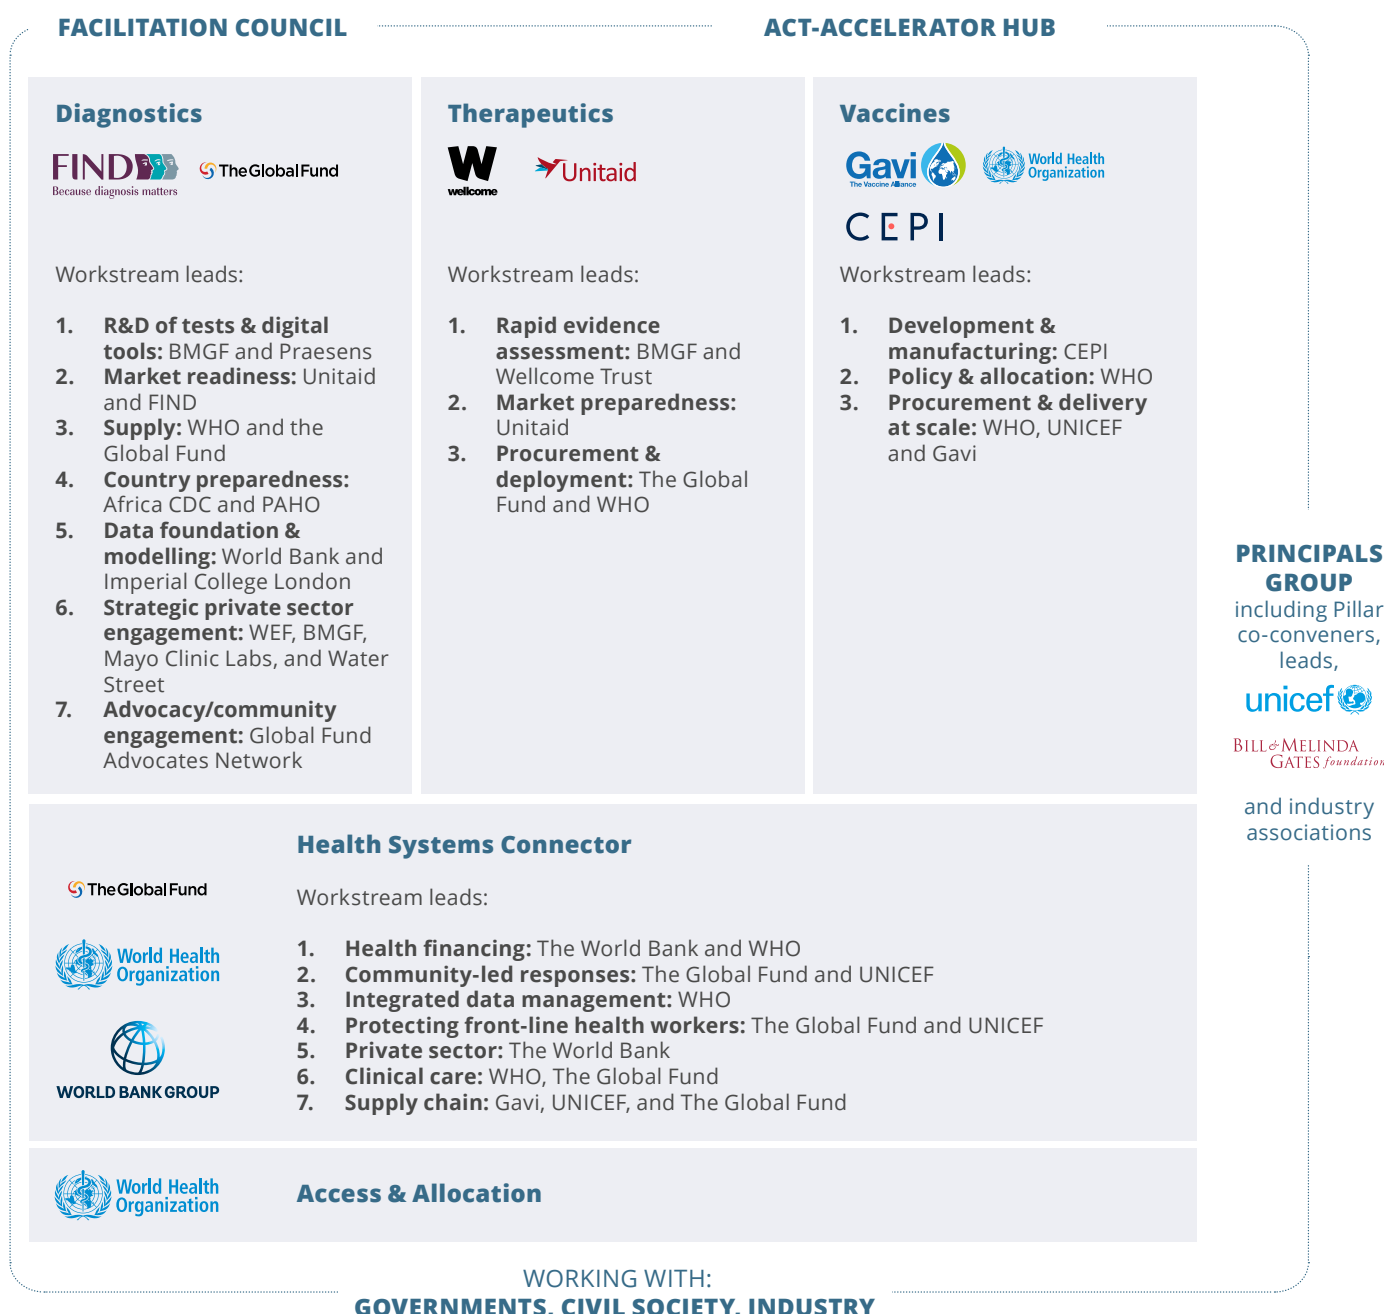 FACILITATION COUNCIL
ACT-ACCELERATOR HUB
Diagnostics
FIND
Because diagnosis matters
The Global Fund
Workstream leads:
1. R&D of tests & digital
tools: BMGF and Praesens
2. Market readiness: Unitaid
and FIND
3. Supply: WHO and the
Global Fund
4. Country preparedness:
Africa CDC and PAHO
5. Data foundation &
modelling: World Bank and
Imperial College London
6. Strategic private sector
engagement: WEF, BMGF,
Mayo Clinic Labs, and Water
Street
7. Advocacy/community
engagement: Global Fund
Advocates Network
Therapeutics
W
wellcome
Unitaid
Workstream leads:
1. Rapid evidence
assessment: BMGF and
Wellcome Trust
2. Market preparedness:
Unitaid
3. Procurement &
deployment: The Global
Fund and WHO
Vaccines
Gavi
The Vaccine Alliance
World Health
Organization
CEPI
Workstream leads:
1. Development &
manufacturing: CEPI
2. Policy & allocation: WHO
3. Procurement & delivery
at scale: WHO, UNICEF
and Gavi
PRINCIPALS
GROUP
including Pillar
co-conveners,
leads,
unicef
BILL & MELINDA
GATES foundation
and industry
associations
Health Systems Connector
The Global Fund
World Health
Organization
WORLD BANK GROUP
Workstream leads:
1. Health financing: The World Bank and WHO
2. Community-led responses: The Global Fund and UNICEF
3. Integrated data management: WHO
4. Protecting front-line health workers: The Global Fund and UNICEF
5. Private sector: The World Bank
6. Clinical care: WHO, The Global Fund
7. Supply chain: Gavi, UNICEF, and The Global Fund
World Health
Organization
Access & Allocation
WORKING WITH:
GOVERNMENTS, CIVIL SOCIETY, INDUSTRY